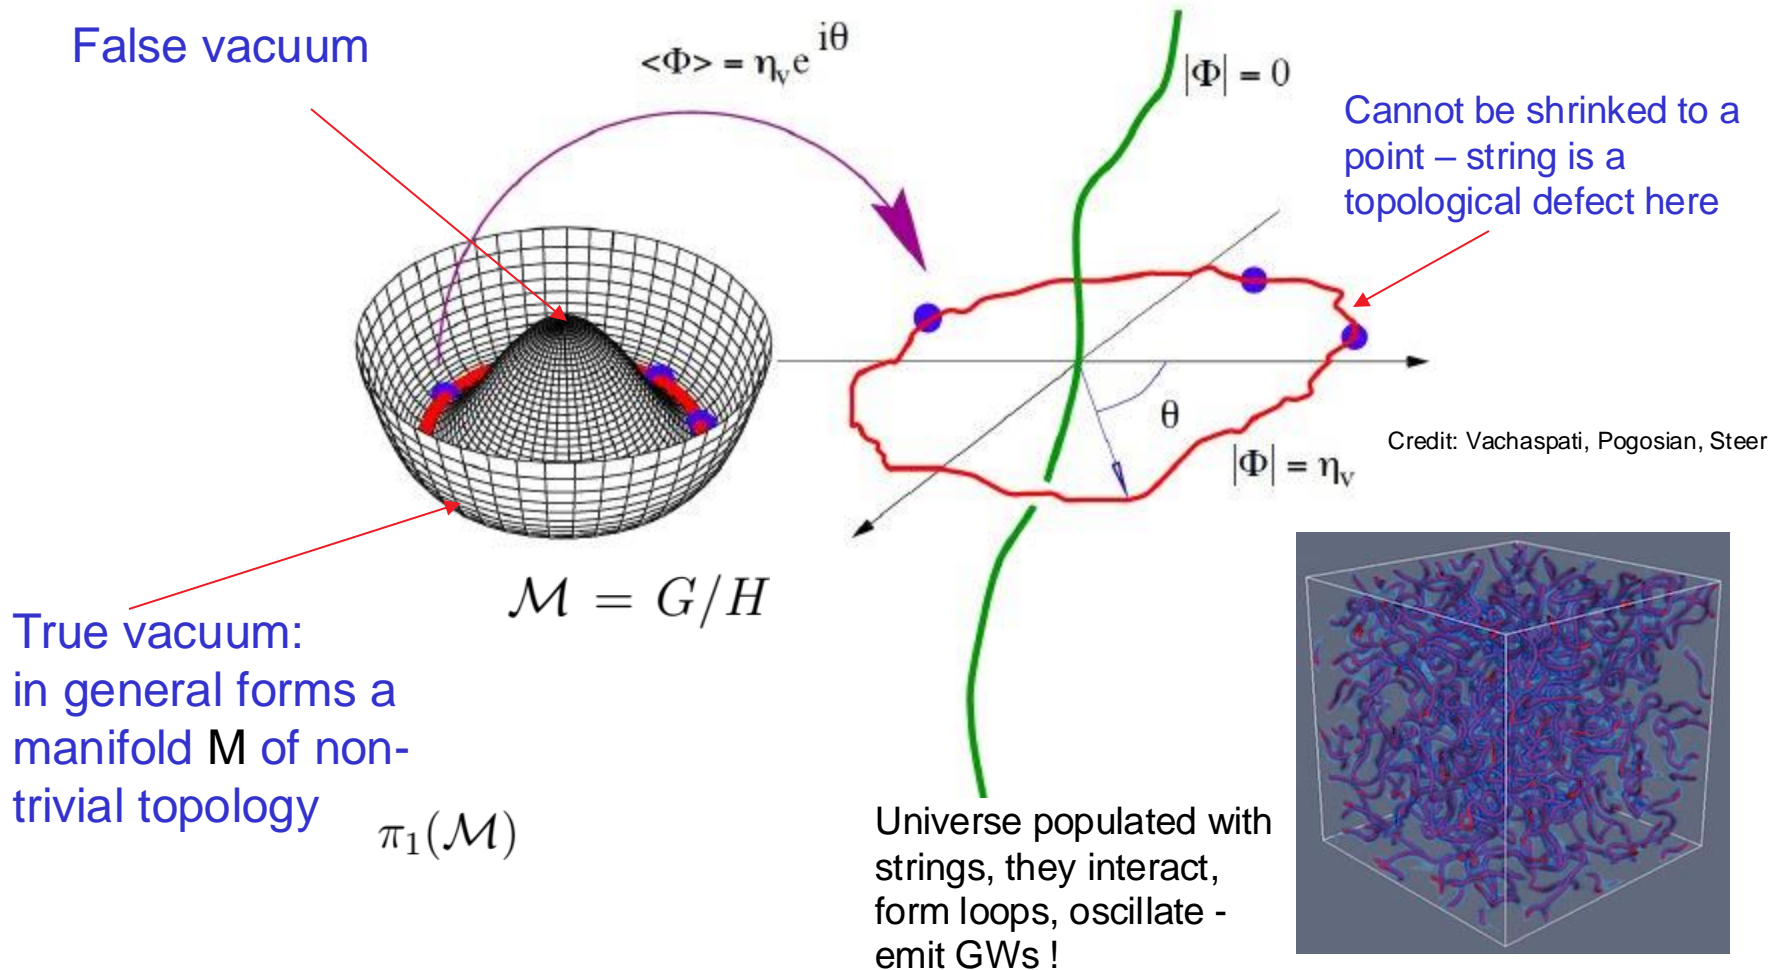 False vacuum
<Φ> = η_v e^{iθ}
|Φ| = 0
Cannot be shrinked to a
point – string is a
topological defect here
θ
Credit: Vachaspati, Pogosian, Steer
|Φ| = η_v
ℳ = G/H
True vacuum:
in general forms a
manifold M of non-
trivial topology
π₁(ℳ)
Universe populated with
strings, they interact,
form loops, oscillate -
emit GWs !